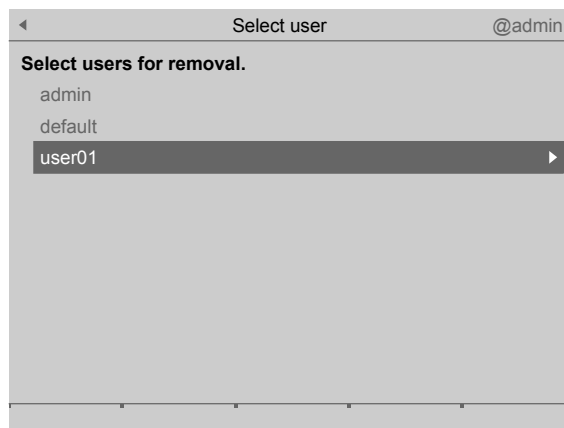 Select user @admin
Select users for removal.
admin
default
user01